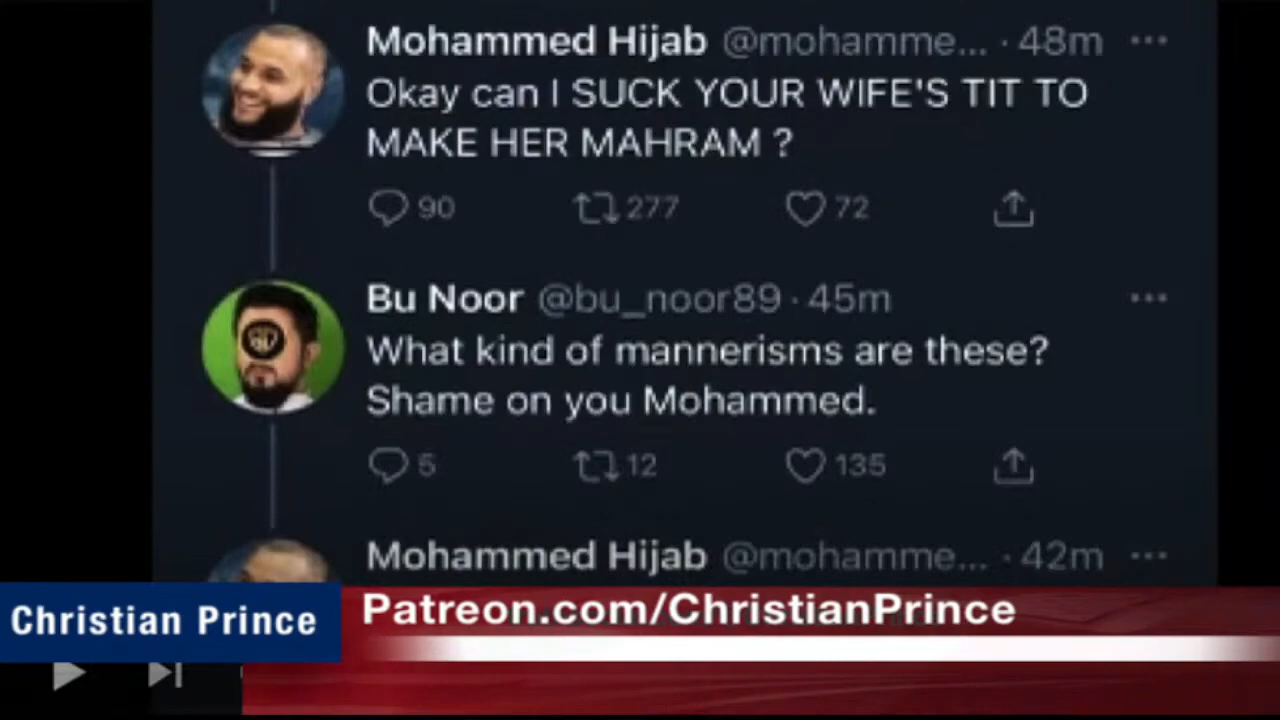 Mohammed Hijab @mohamme... · 48m
Okay can I SUCK YOUR WIFE'S TIT TO
MAKE HER MAHRAM ?
90 277 72
Bu Noor @bu_noor89 · 45m
What kind of mannerisms are these?
Shame on you Mohammed.
5 12 135
Mohammed Hijab @mohamme... · 42m
Christian Prince
Patreon.com/ChristianPrince